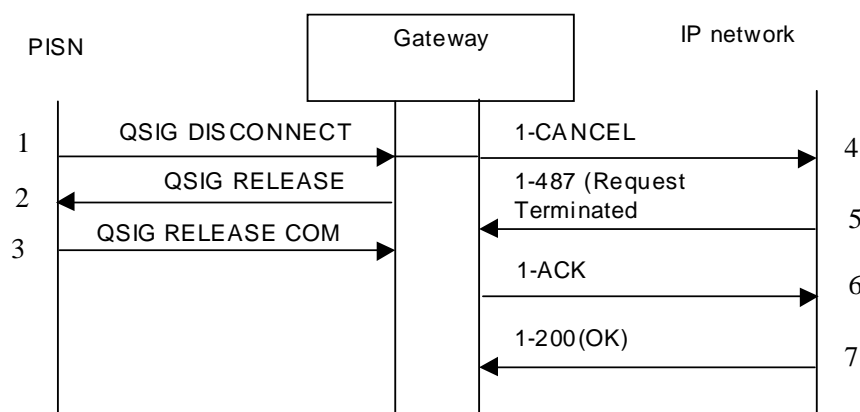 Gateway
IP network
PISN
1
QSIG DISCONNECT
1-CANCEL
4
2
QSIG RELEASE
1-487 (Request
Terminated
5
3
QSIG RELEASE COM
1-ACK
6
1-200(OK)
7